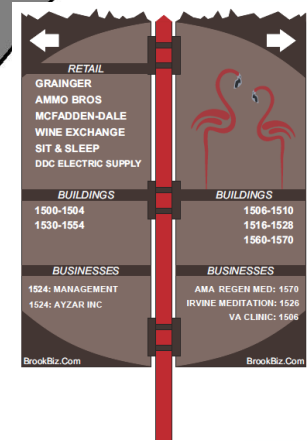 RETAIL
GRAINGER
AMMO BROS
MCFADDEN-DALE
WINE EXCHANGE
SIT & SLEEP
DDC ELECTRIC SUPPLY
BUILDINGS
1500-1504
1530-1554
BUSINESSES
1524: MANAGEMENT
1524: AYZAR INC
BrookBiz.Com
BUILDINGS
1506-1510
1516-1528
1560-1570
BUSINESSES
AMA REGEN MED: 1570
IRVINE MEDITATION: 1526
VA CLINIC: 1506
BrookBiz.Com